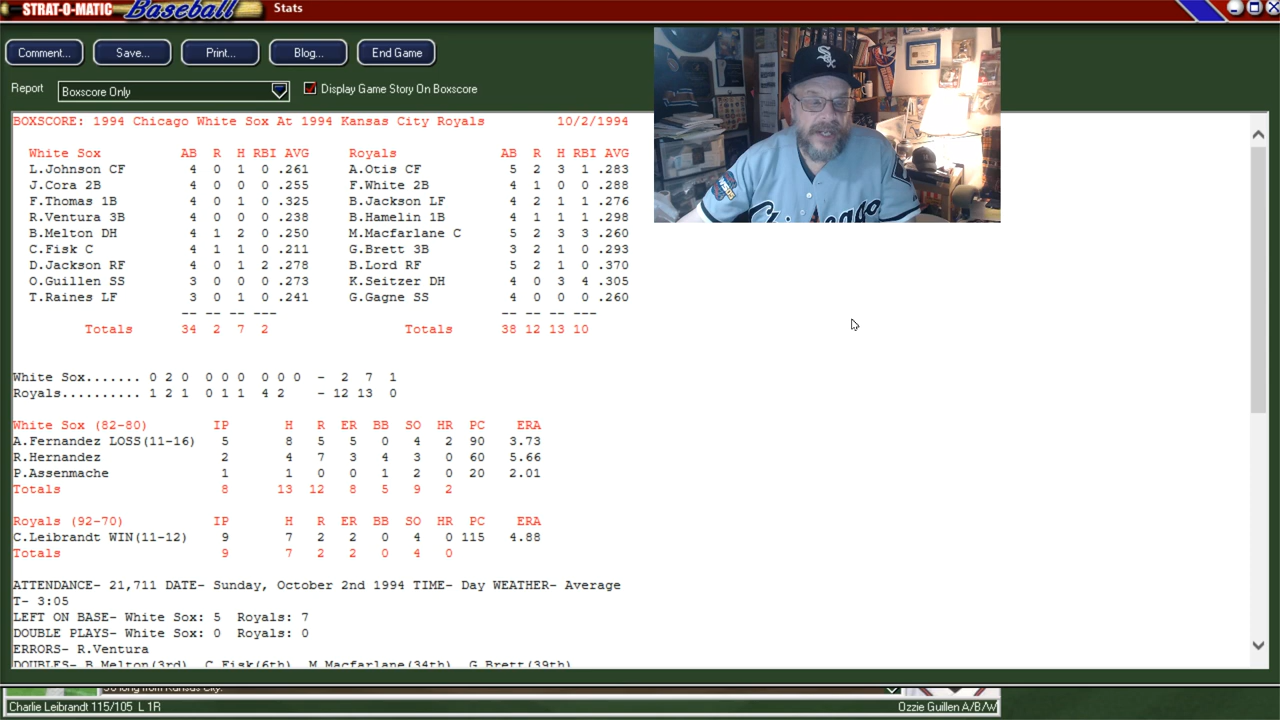 STRAT-O-MATIC Baseball Stats
Comment... Save... Print... Blog... End Game
Report Boxscore Only Display Game Story On Boxscore
BOXSCORE: 1994 Chicago White Sox At 1994 Kansas City Royals 10/2/1994
White Sox AB R H RBI AVG Royals AB R H RBI AVG
L.Johnson CF 4 0 1 0 .261 A.Otis CF 5 2 3 1 .283
J.Cora 2B 4 0 0 0 .255 F.White 2B 4 1 0 0 .288
F.Thomas 1B 4 0 1 0 .325 B.Jackson LF 4 2 1 1 .276
R.Ventura 3B 4 0 0 0 .238 B.Hamelin 1B 4 1 1 1 .298
B.Melton DH 4 1 2 0 .250 M.Macfarlane C 5 2 3 3 .260
C.Fisk C 4 1 1 0 .211 G.Brett 3B 3 2 1 0 .293
D.Jackson RF 4 0 1 2 .278 B.Lord RF 5 2 1 0 .370
O.Guillen SS 3 0 0 0 .273 K.Seitzer DH 4 0 3 4 .305
T.Raines LF 3 0 1 0 .241 G.Gagne SS 4 0 0 0 .260
-- -- -- --- -- -- -- ---
Totals 34 2 7 2 Totals 38 12 13 10
White Sox....... 0 2 0 0 0 0 0 0 0 - 2 7 1
Royals.......... 1 2 1 0 1 1 4 2 - 12 13 0
White Sox (82-80) IP H R ER BB SO HR PC ERA
A.Fernandez LOSS(11-16) 5 8 5 5 0 4 2 90 3.73
R.Hernandez 2 4 7 3 4 3 0 60 5.66
P.Assenmache 1 1 0 0 1 2 0 20 2.01
Totals 8 13 12 8 5 9 2
Royals (92-70) IP H R ER BB SO HR PC ERA
C.Leibrandt WIN(11-12) 9 7 2 2 0 4 0 115 4.88
Totals 9 7 2 2 0 4 0
ATTENDANCE- 21,711 DATE- Sunday, October 2nd 1994 TIME- Day WEATHER- Average
T- 3:05
LEFT ON BASE- White Sox: 5 Royals: 7
DOUBLE PLAYS- White Sox: 0 Royals: 0
ERRORS- R.Ventura
DOUBLES- B.Melton(3rd) C.Fisk(6th) M.Macfarlane(34th) G.Brett(39th)
So long from Kansas City.
Charlie Leibrandt 115/105 L 1R Ozzie Guillen A/B/W
Sox
Chicago